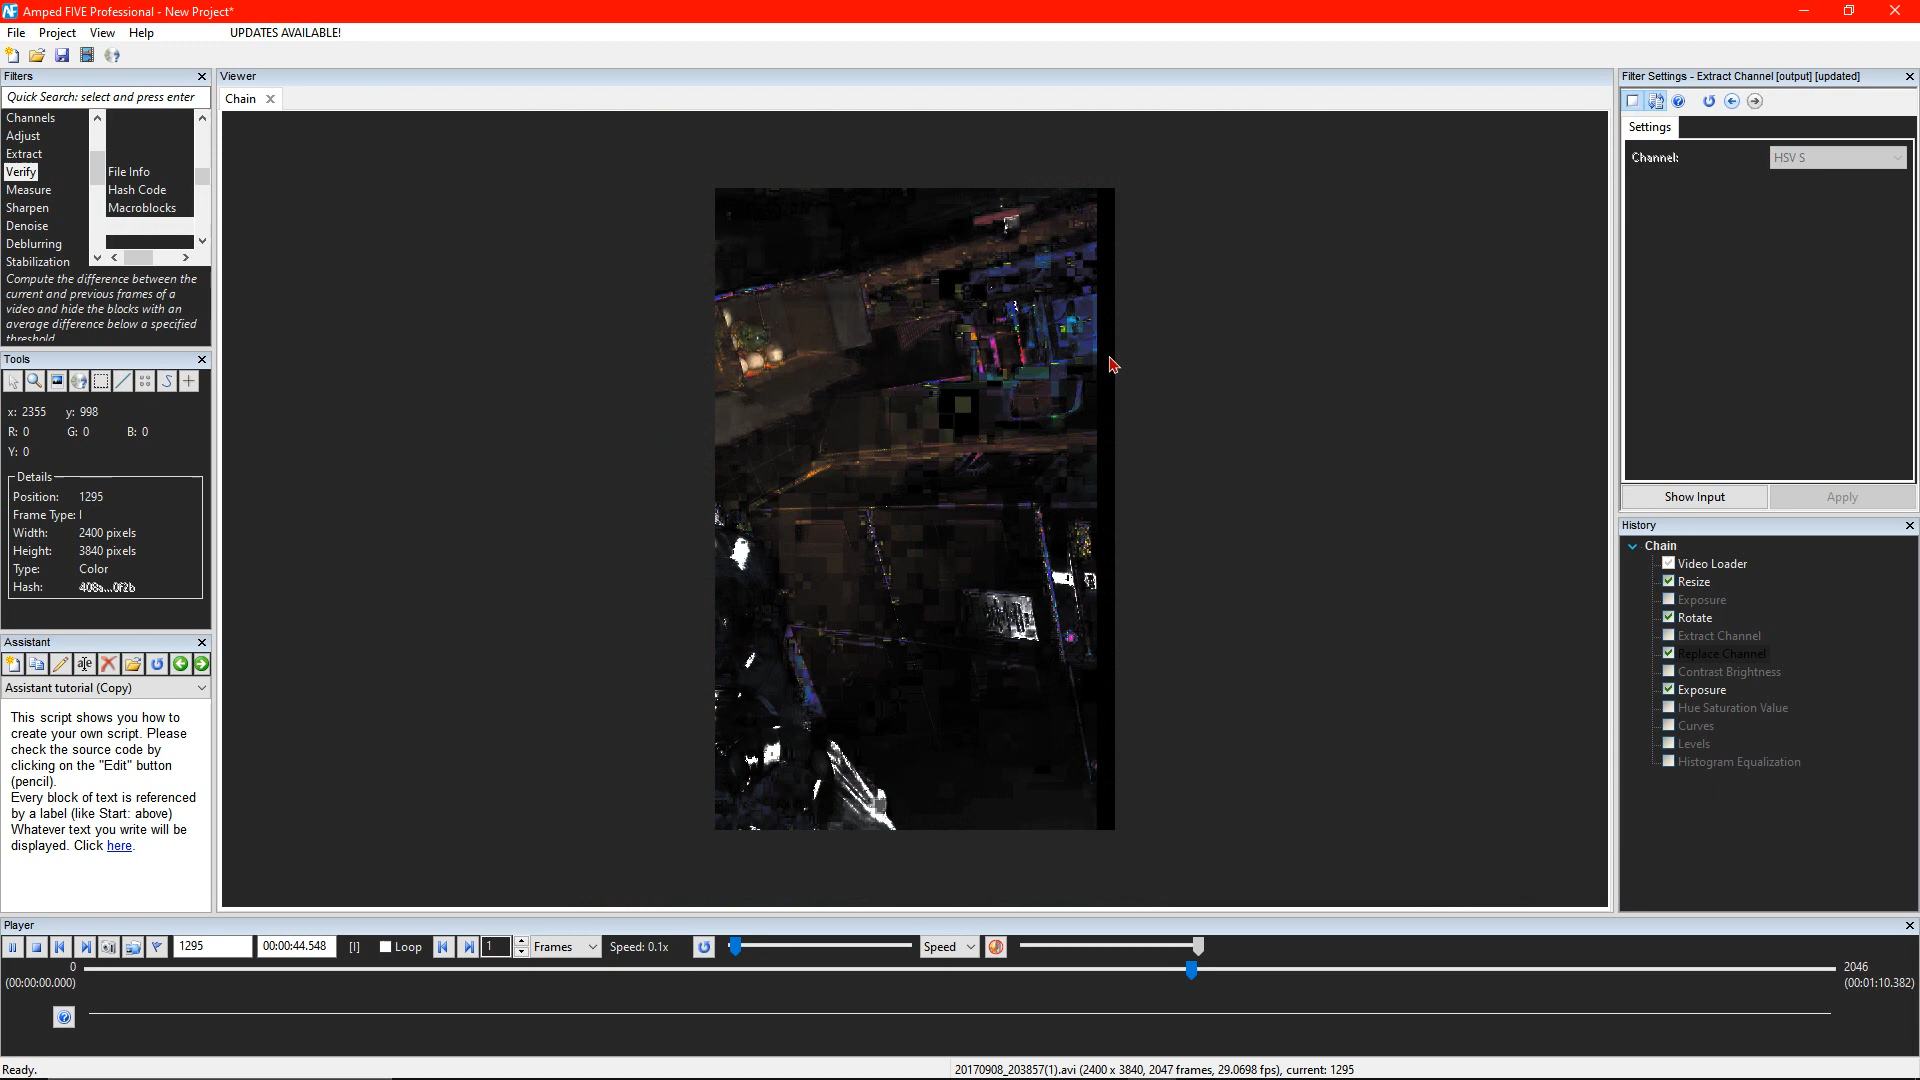 Amped FIVE Professional - New Project*
File Project View Help UPDATES AVAILABLE!
Filters
Quick Search: select and press enter
Channels
Adjust
Extract
Verify
Measure
Sharpen
Denoise
Deblurring
Stabilization
File Info
Hash Code
Macroblocks
Compute the difference between the
current and previous frames of a
video and hide the blocks with an
average difference below a specified
threshold
Tools
x: 2355 y: 998
R: 0 G: 0 B: 0
Y: 0
Details
Position: 1295
Frame Type: I
Width: 2400 pixels
Height: 3840 pixels
Type: Color
Hash: 408a...0f2b
Assistant
Assistant tutorial (Copy)
This script shows you how to
create your own script. Please
check the source code by
clicking on the "Edit" button
(pencil).
Every block of text is referenced
by a label (like Start: above)
Whatever text you write will be
displayed. Click here.
Viewer
Chain
Filter Settings - Extract Channel [output] [updated]
Settings
Channel: HSV S
Show Input Apply
History
Chain
Video Loader
Resize
Exposure
Rotate
Extract Channel
Replace Channel
Contrast Brightness
Exposure
Hue Saturation Value
Curves
Levels
Histogram Equalization
Player
1295 00:00:44.548 [I] Loop 1 Frames Speed: 0.1x Speed
0 2046
(00:00:00.000) (00:01:10.382)
Ready. 20170908_203857(1).avi (2400 x 3840, 2047 frames, 29.0698 fps), current: 1295